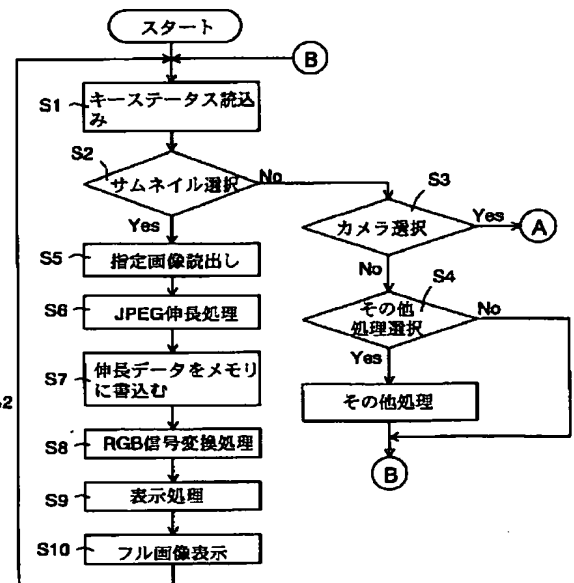 スタート
B
S1
キーステータス読込
み
S2
サムネイル選択
No
Yes
S3
カメラ選択
Yes
A
No
S4
その他
処理選択
No
Yes
その他処理
B
S5
指定画像読出し
S6
JPEG伸長処理
S7
伸長データをメモリ
に書込む
S8
RGB信号変換処理
S9
表示処理
S10
フル画像表示